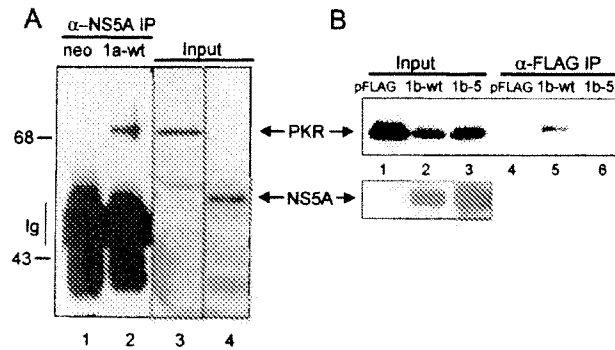 A
α-NS5A IP
neo 1a-wt
Input
68
Ig
43
1 2 3 4
PKR
NS5A
B
Input
α-FLAG IP
pFLAG 1b-wt 1b-5
pFLAG 1b-wt 1b-5
1 2 3 4 5 6